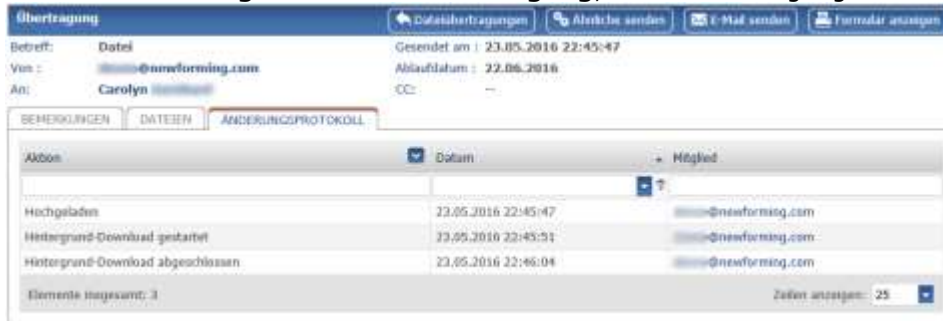 Übertragung Dateiübertragungen Ähnliche senden E-Mail senden Formular anzeigen
Betreff: Datei Gesendet am : 23.05.2016 22:45:47
Von : @newforming.com Ablaufdatum : 22.06.2016
An: Carolyn CC: --
BEMERKUNGEN DATEIEN ÄNDERUNGSPROTOKOLL
Aktion Datum Mitglied
Hochgeladen 23.05.2016 22:45:47 @newforming.com
Hintergrund-Download gestartet 23.05.2016 22:45:51 @newforming.com
Hintergrund-Download abgeschlossen 23.05.2016 22:46:04 @newforming.com
Elemente insgesamt: 3 Zeilen anzeigen: 25